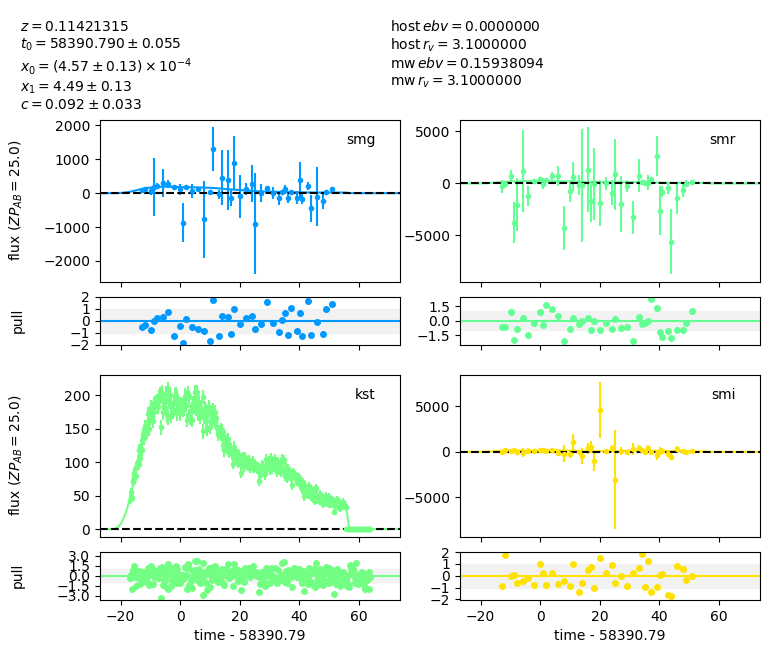 z = 0.11421315
t₀ = 58390.790 ± 0.055
x₀ = (4.57 ± 0.13) × 10⁻⁴
x₁ = 4.49 ± 0.13
c = 0.092 ± 0.033
host ebv = 0.0000000
host r_v = 3.1000000
mw ebv = 0.15938094
mw r_v = 3.1000000
smg
2000
1000
0
−1000
−2000
flux (ZP_AB = 25.0)
smr
5000
0
−5000
2
1
0
−1
−2
pull
1.5
0.0
−1.5
kst
200
150
100
50
0
flux (ZP_AB = 25.0)
smi
5000
0
−5000
3.0
1.5
0.0
−1.5
−3.0
pull
−20 0 20 40 60
time - 58390.79
2
1
0
−1
−2
−20 0 20 40 60
time - 58390.79